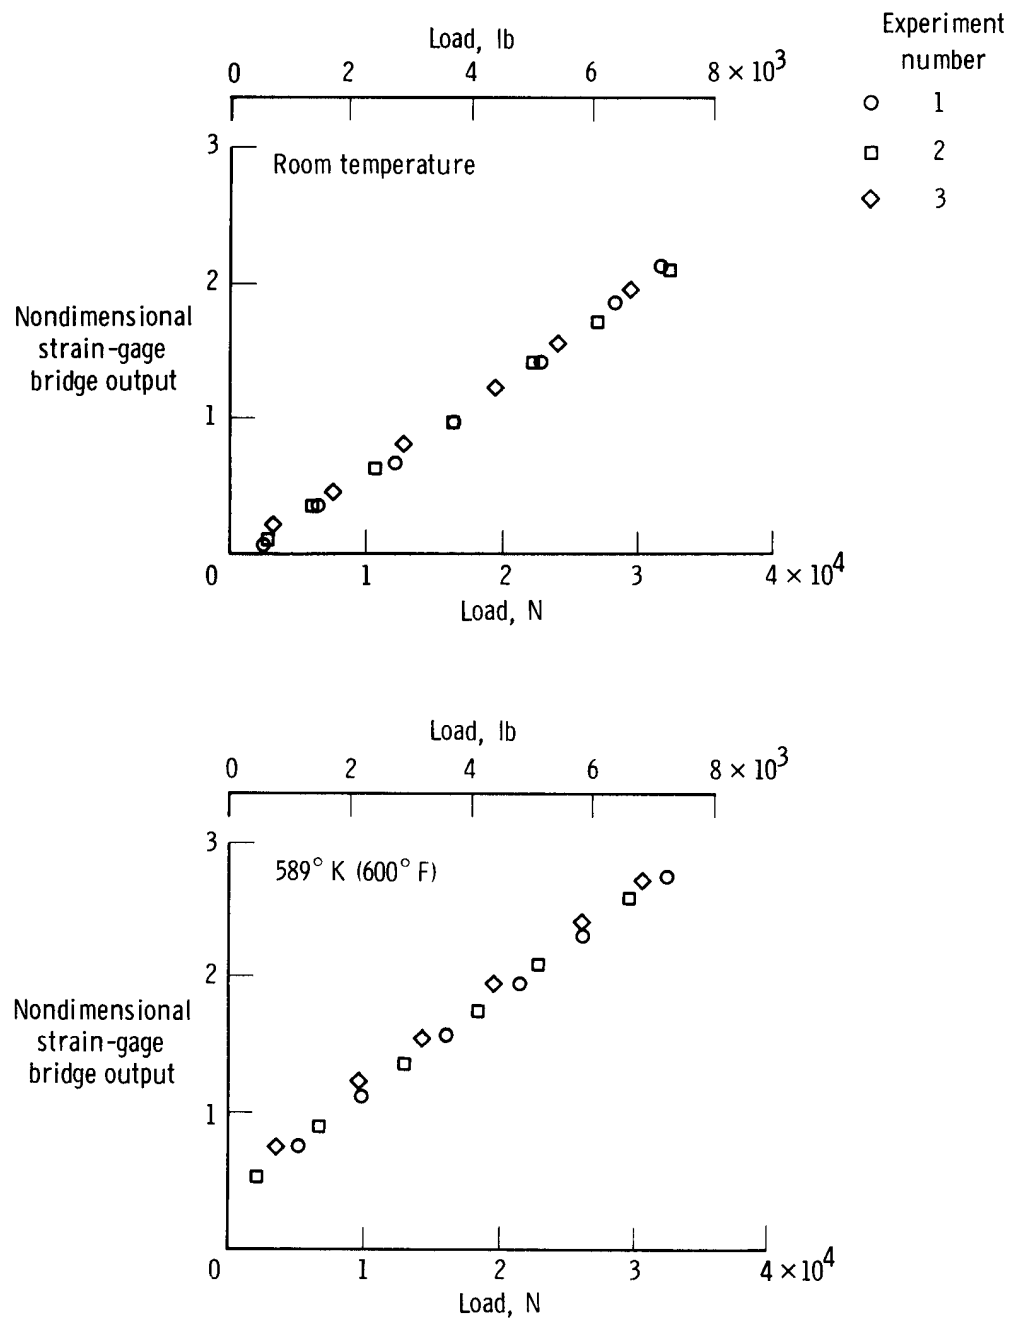 Load, lb
0 2 4 6 8 × 10³
Experiment
number
1
2
3
3
Room temperature
2
Nondimensional
strain-gage
bridge output
1
0 1 2 3 4 × 10⁴
Load, N
Load, lb
0 2 4 6 8 × 10³
3
589° K (600° F)
2
Nondimensional
strain-gage
bridge output
1
0 1 2 3 4 × 10⁴
Load, N